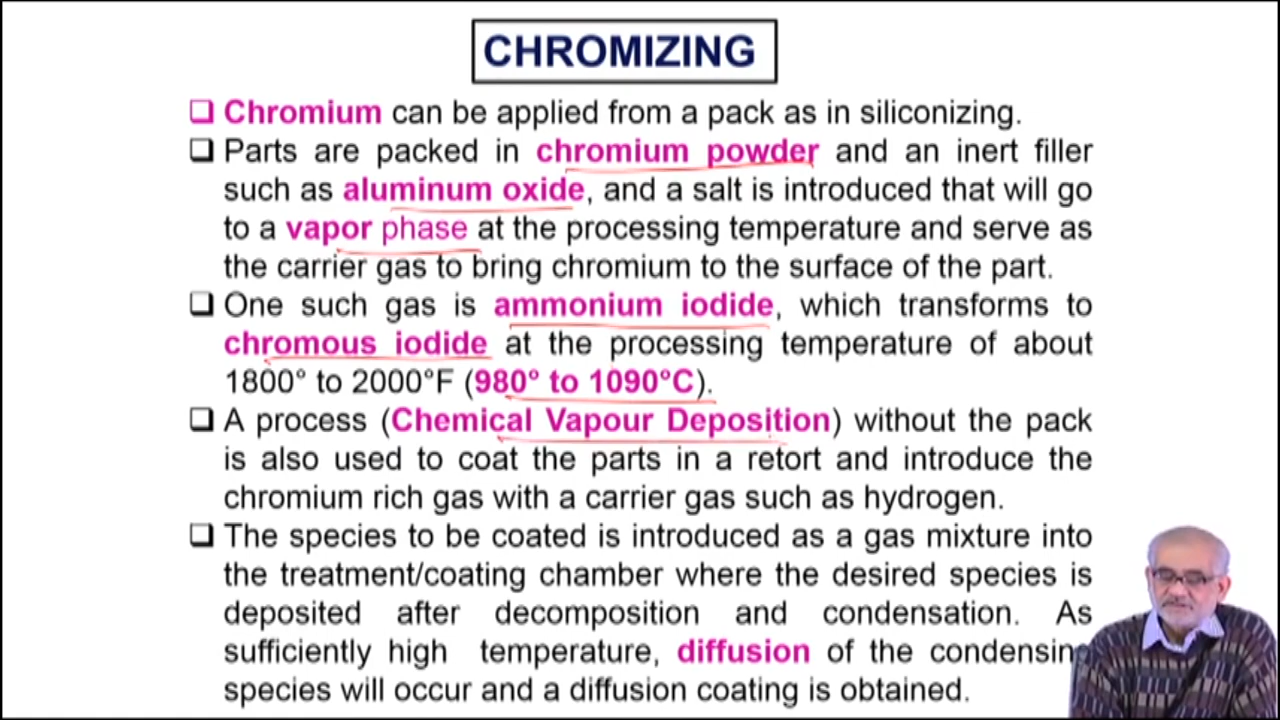 CHROMIZING
❑ Chromium can be applied from a pack as in siliconizing.
❑ Parts are packed in chromium powder and an inert filler
such as aluminum oxide, and a salt is introduced that will go
to a vapor phase at the processing temperature and serve as
the carrier gas to bring chromium to the surface of the part.
❑ One such gas is ammonium iodide, which transforms to
chromous iodide at the processing temperature of about
1800° to 2000°F (980° to 1090°C).
❑ A process (Chemical Vapour Deposition) without the pack
is also used to coat the parts in a retort and introduce the
chromium rich gas with a carrier gas such as hydrogen.
❑ The species to be coated is introduced as a gas mixture into
the treatment/coating chamber where the desired species is
deposited after decomposition and condensation. As
sufficiently high temperature, diffusion of the condensing
species will occur and a diffusion coating is obtained.